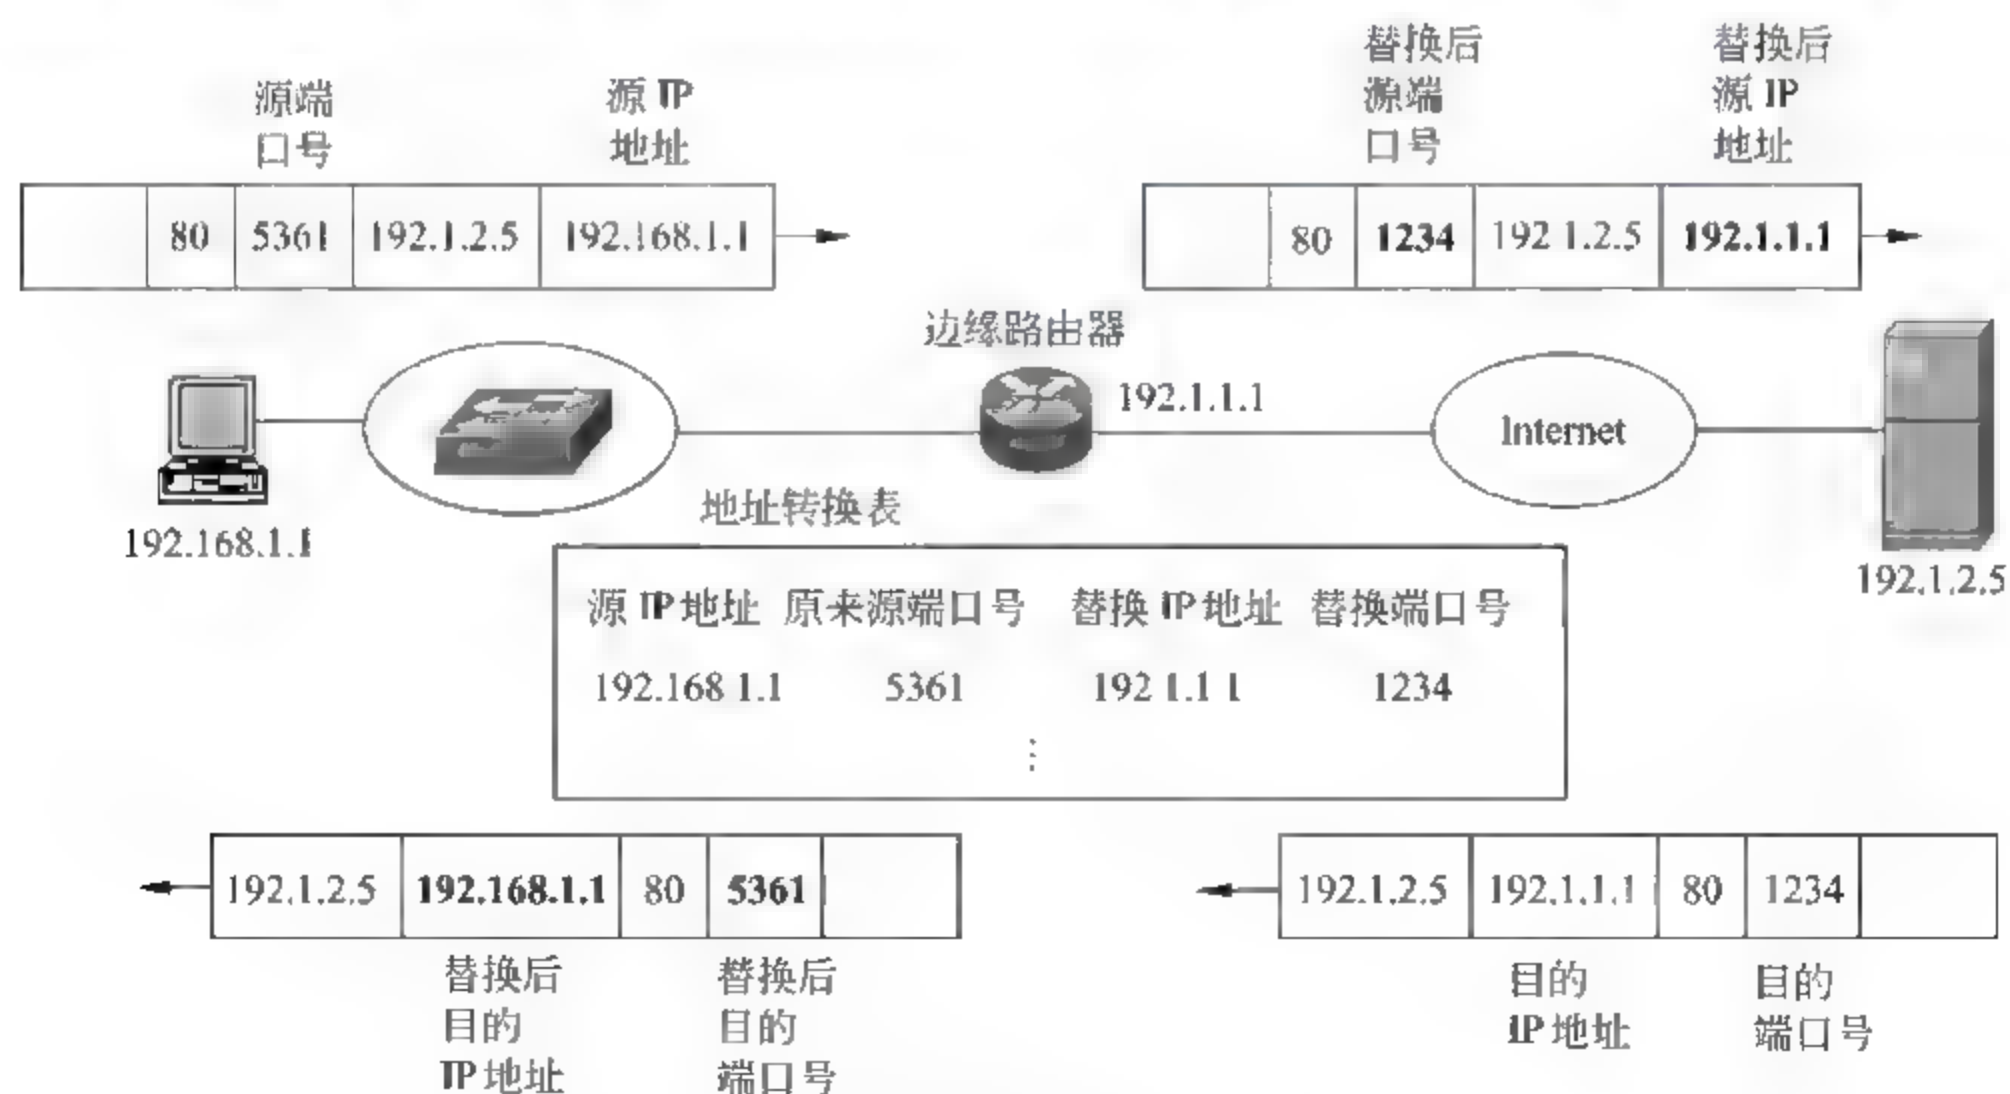 源端
口号
源 IP
地址
替换后
源端
口号
替换后
源 IP
地址
80 5361 192.1.2.5 192.168.1.1
80 1234 192 1.2.5 192.1.1.1
边缘路由器
192.1.1.1
Internet
192.168.1.1
192.1.2.5
地址转换表
源 IP 地址 原来源端口号 替换 IP 地址 替换端口号
192.168 1.1 5361 192 1.1 1 1234
⋮
192.1.2.5 192.168.1.1 80 5361
192.1.2.5 192.1.1.1 80 1234
替换后
目的
IP 地址
替换后
目的
端口号
目的
IP 地址
目的
端口号